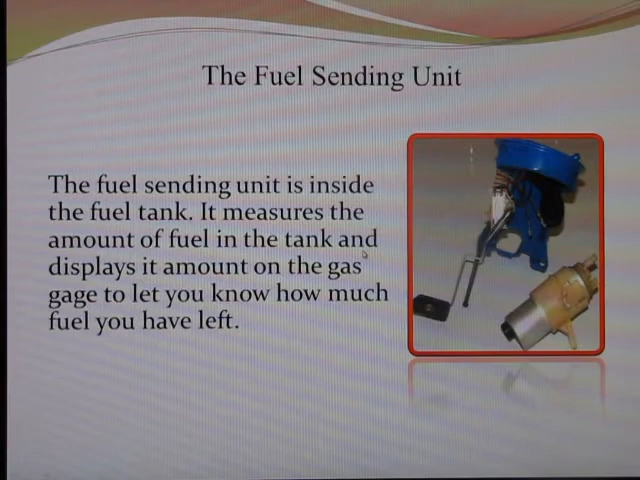 The Fuel Sending Unit
The fuel sending unit is inside
the fuel tank. It measures the
amount of fuel in the tank and
displays it amount on the gas
gage to let you know how much
fuel you have left.